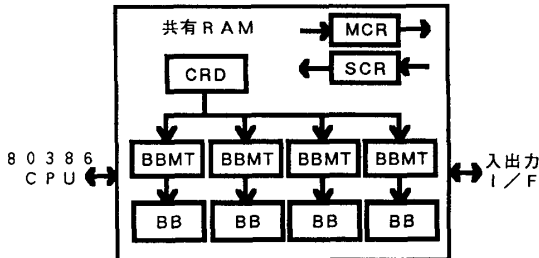 共有RAM
MCR
SCR
CRD
BBMT BBMT BBMT BBMT
80386
CPU
入出力
I/F
BB BB BB BB